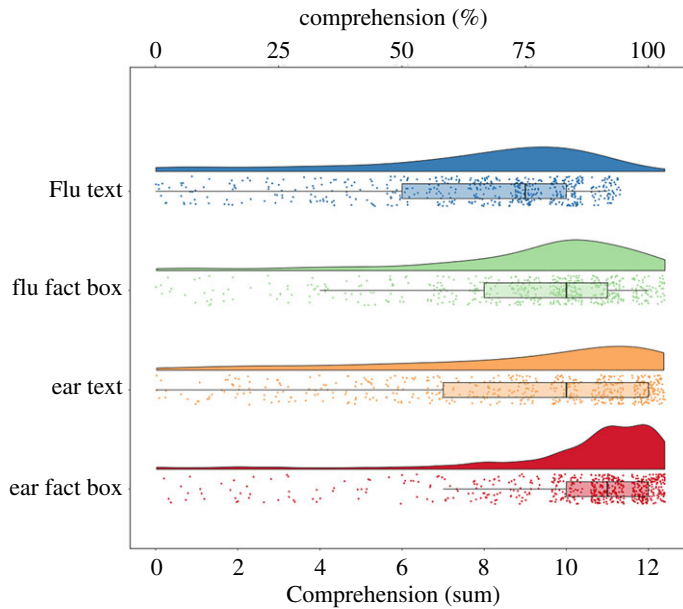 comprehension (%)
0 25 50 75 100
Flu text
flu fact box
ear text
ear fact box
0 2 4 6 8 10 12
Comprehension (sum)